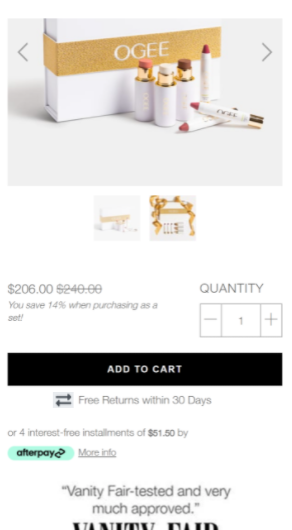 OGEE
OGEE
$206.00 $240.00 QUANTITY
You save 14% when purchasing as a
set!
1
ADD TO CART
Free Returns within 30 Days
or 4 interest-free installments of $51.50 by
afterpay More info
“Vanity Fair-tested and very
much approved.”
VANITY FAIR